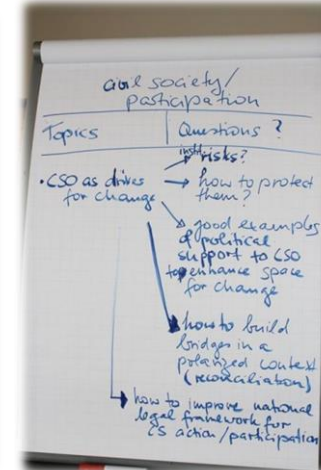 civil society/
participation
Topics | Questions ?
risks?
• CSO as drives → how to protect
for change them?
good examples
of political
support to CSO
to enhance space
for change
how to build
bridges in a
polarized context
(reconciliation)
how to improve national
legal framework for
CS action/participation